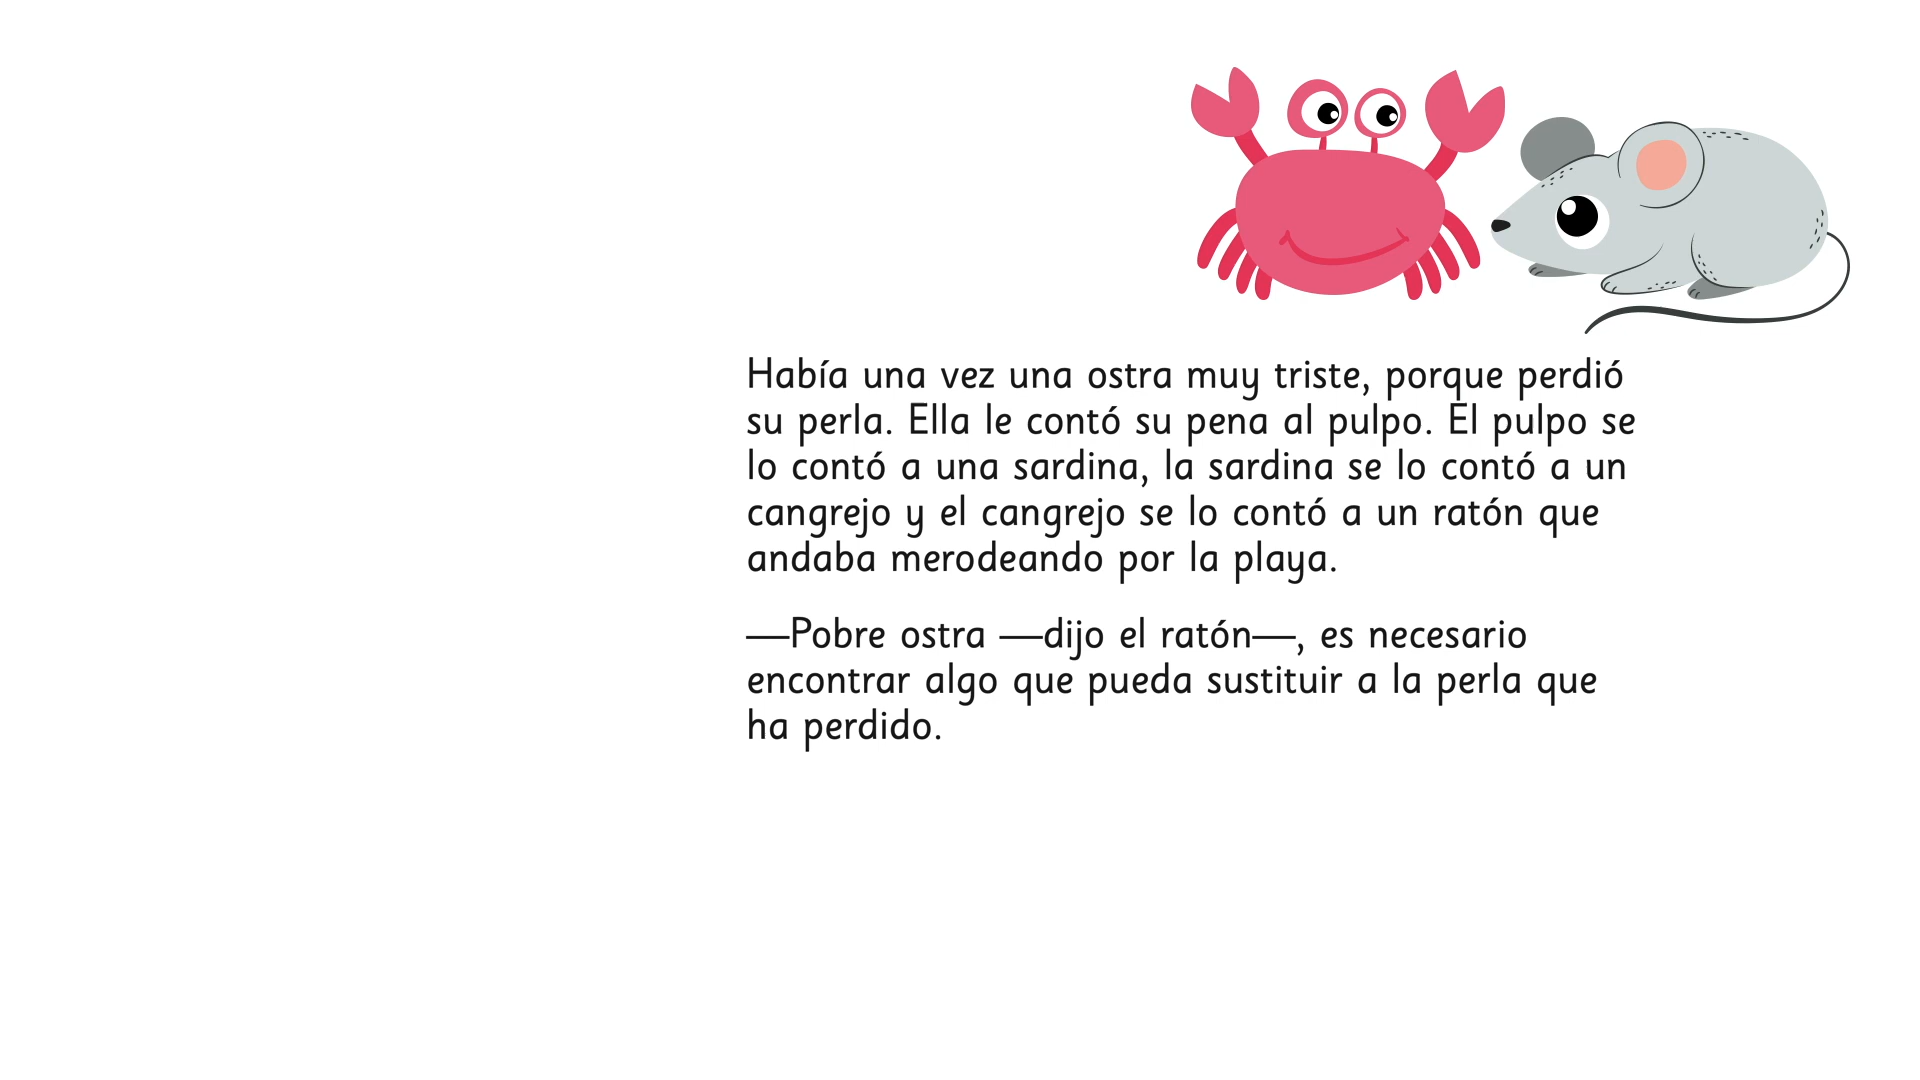 Había una vez una ostra muy triste, porque perdió
su perla. Ella le contó su pena al pulpo. El pulpo se
lo contó a una sardina, la sardina se lo contó a un
cangrejo y el cangrejo se lo contó a un ratón que
andaba merodeando por la playa.
—Pobre ostra —dijo el ratón—, es necesario
encontrar algo que pueda sustituir a la perla que
ha perdido.